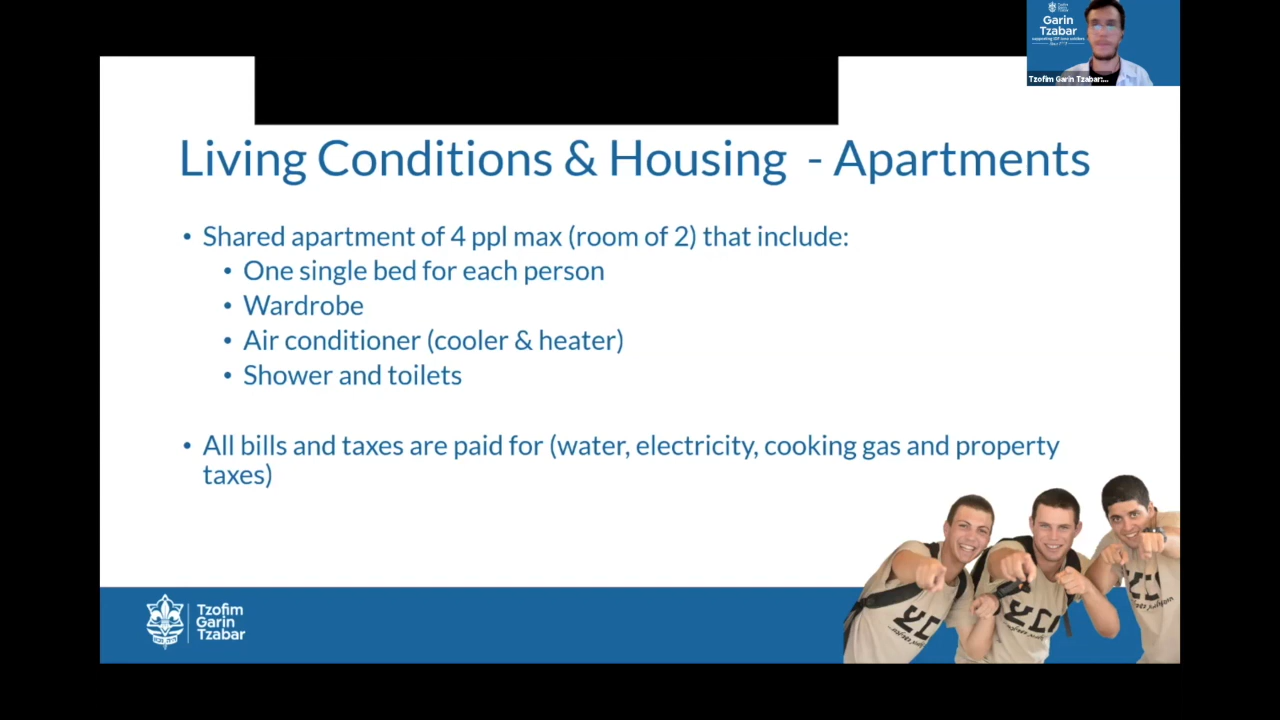 Garin
Tzabar
Tzofim Garin Tzabar:...
Living Conditions & Housing - Apartments
• Shared apartment of 4 ppl max (room of 2) that include:
• One single bed for each person
• Wardrobe
• Air conditioner (cooler & heater)
• Shower and toilets
• All bills and taxes are paid for (water, electricity, cooking gas and property
taxes)
Tzofim
Garin
Tzabar